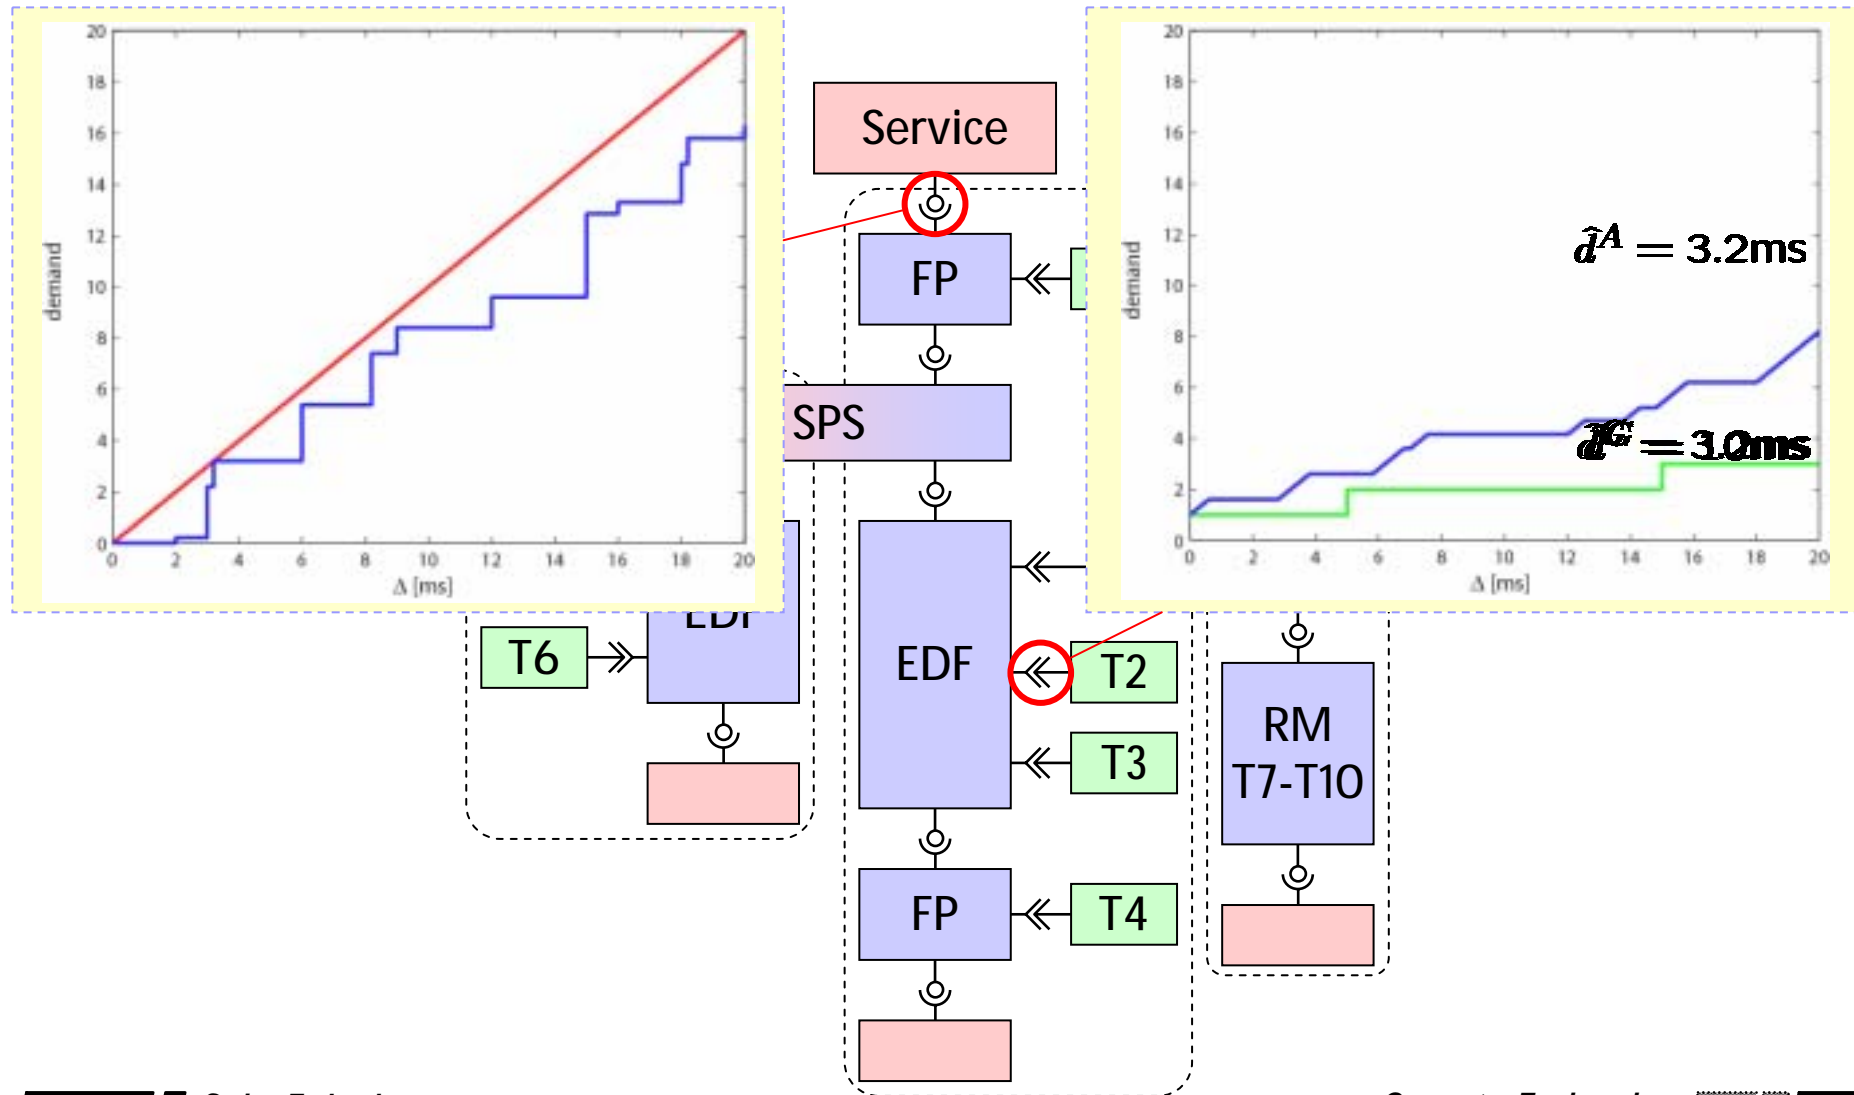 20
18
16
14
12
10
8
6
4
2
0
demand
0 2 4 6 8 10 12 14 16 18 20
Δ [ms]
Service
FP
SPS
EDF
T6
EDF
T2
T3
FP
T4
RM
T7-T10
20
18
16
14
12
10
8
6
4
2
0
demand
d̂ᴬ = 3.2ms
0 2 4 6 8 10 12 14 16 18 20
Δ [ms]